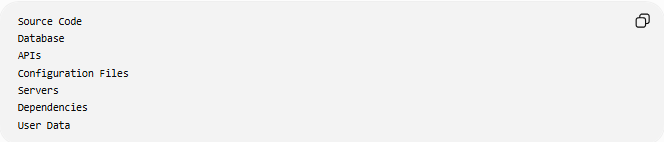 Source Code
Database
APIs
Configuration Files
Servers
Dependencies
User Data